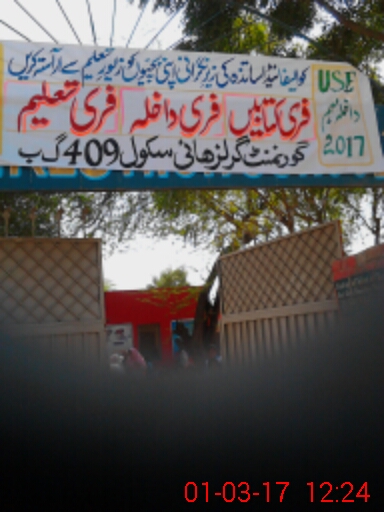 کوالیفائیڈ اساتذہ کی زیر نگرانی اپنی بچیوں کو زیور تعلیم سے آراستہ کریں
فری کتابیں فری داخلہ فری تعلیم
گورنمنٹ گرلز ہائی سکول 409 گ ب
USE
داخلہ مہم
2017
01-03-17 12:24